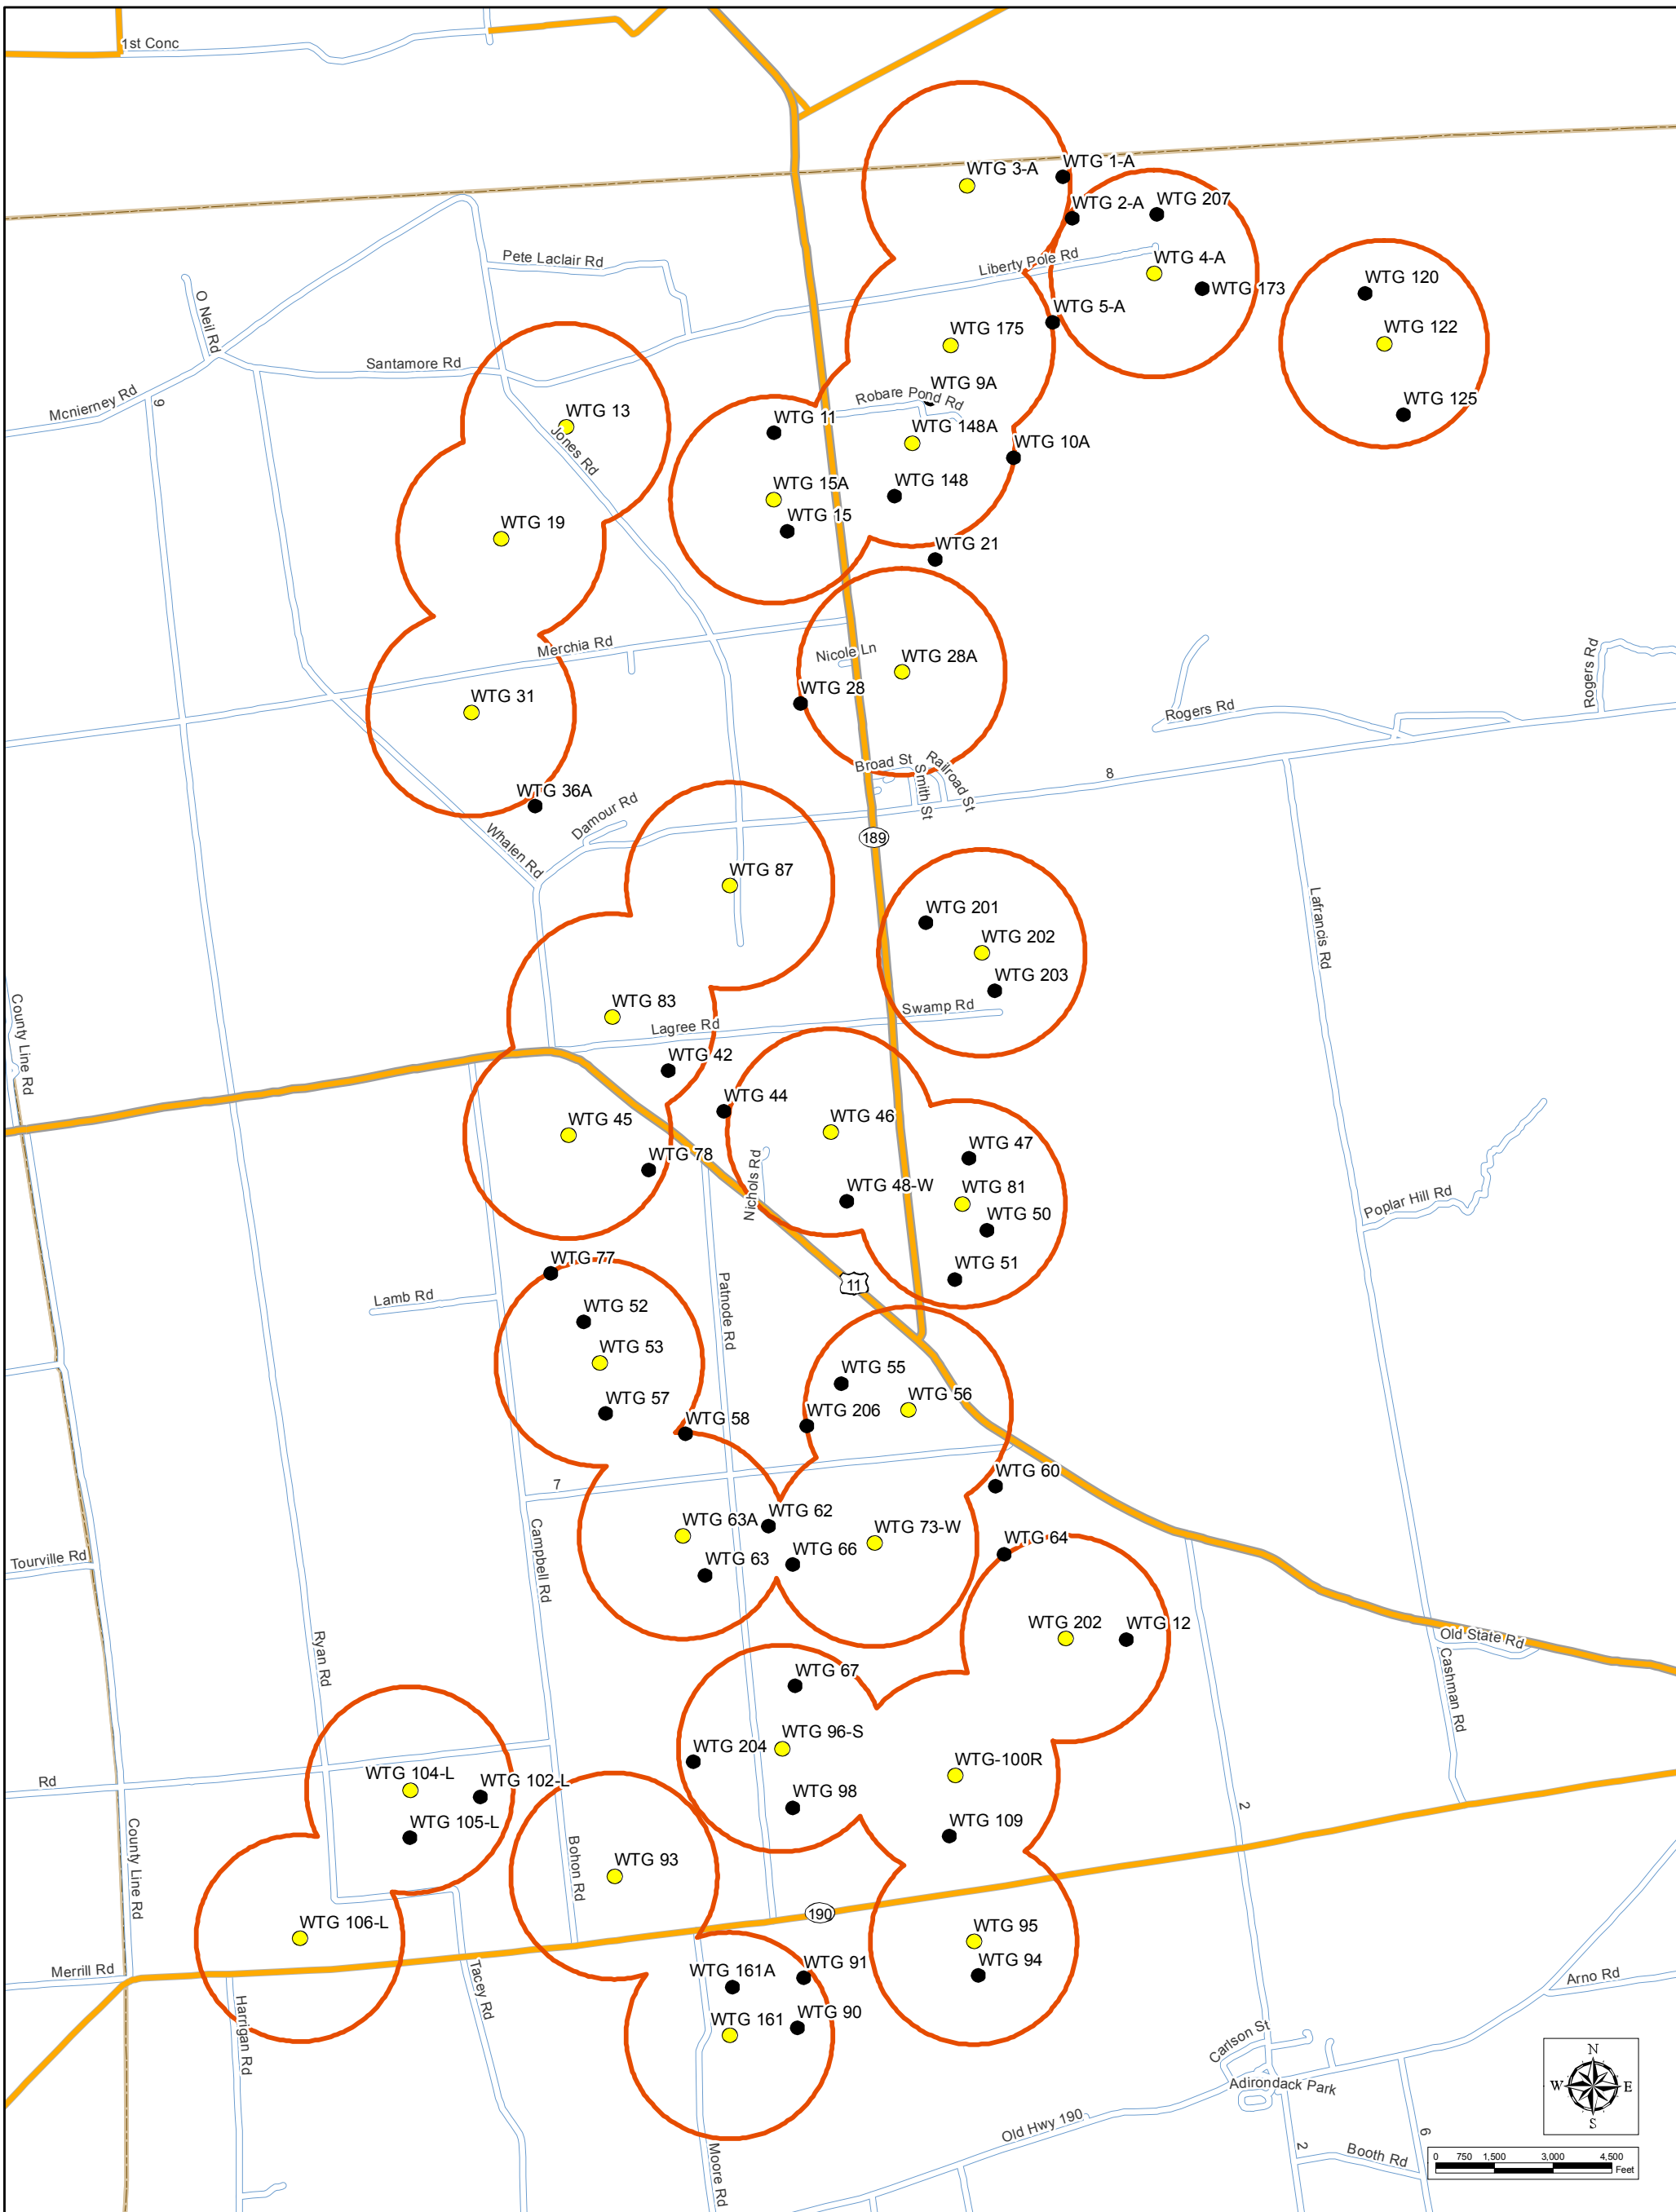 1st Conc
WTG 3-A
WTG 1-A
WTG 2-A
WTG 207
Pete Laclair Rd
Liberty Pole Rd
WTG 4-A
WTG 173
WTG 120
O Neil Rd
WTG 5-A
WTG 175
WTG 122
Santamore Rd
Mcnierney Rd
9
WTG 9A
Robare Pond Rd
WTG 125
WTG 13
WTG 11
Jones Rd
WTG 148A
WTG 10A
WTG 15A
WTG 148
WTG 15
WTG 19
WTG 21
Merchia Rd
Nicole Ln
WTG 28A
Rogers Rd
WTG 31
WTG 28
Rogers Rd
Broad St
Railroad St
Smith St
8
WTG 36A
Damour Rd
Whalen Rd
189
WTG 87
WTG 201
Lafrancis Rd
WTG 202
WTG 203
County Line Rd
WTG 83
Swamp Rd
Lagree Rd
WTG 42
WTG 44
WTG 45
WTG 46
WTG 78
WTG 47
Nichols Rd
WTG 48-W
WTG 81
Poplar Hill Rd
WTG 50
WTG 77
WTG 51
11
Lamb Rd
Patnode Rd
WTG 52
WTG 53
WTG 55
WTG 56
WTG 57
WTG 58
WTG 206
7
WTG 60
WTG 62
WTG 63A
WTG 73-W
Campbell Rd
WTG 64
Tourville Rd
WTG 63
WTG 66
WTG 202
WTG 12
Old State Rd
Ryan Rd
Cashman Rd
WTG 67
WTG 96-S
WTG 204
WTG 104-L
WTG 102-L
WTG-100R
Rd
WTG 98
2
WTG 105-L
WTG 109
County Line Rd
Bohon Rd
WTG 93
190
WTG 106-L
WTG 95
WTG 94
Merrill Rd
Tacey Rd
WTG 161A
WTG 91
Arno Rd
Harrigan Rd
WTG 161
WTG 90
Carlson St
Adirondack Park
N
W E
S
Old Hwy 190
Moore Rd
2
Booth Rd
6
0 750 1,500 3,000 4,500
Feet